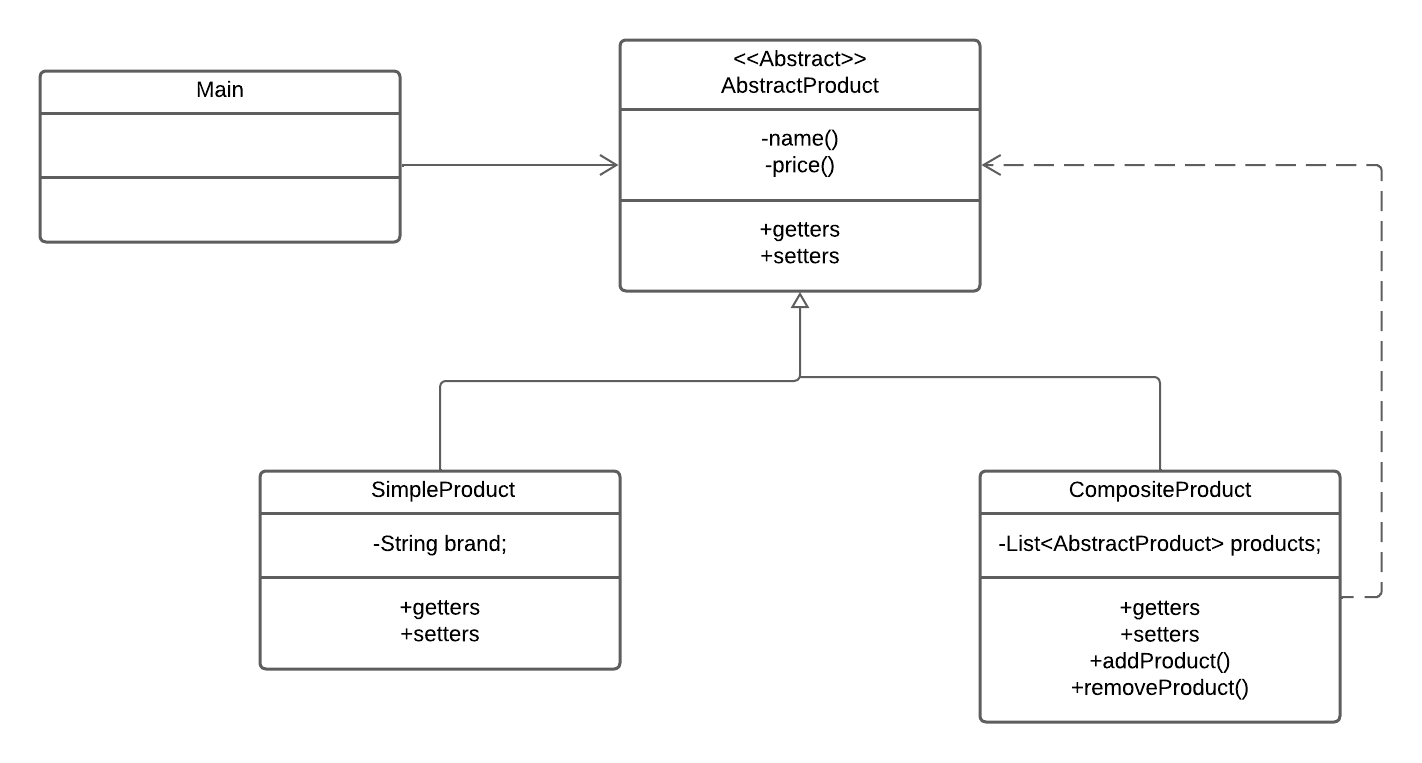 Main
<<Abstract>>
AbstractProduct
-name()
-price()
+getters
+setters
SimpleProduct
-String brand;
+getters
+setters
CompositeProduct
-List<AbstractProduct> products;
+getters
+setters
+addProduct()
+removeProduct()